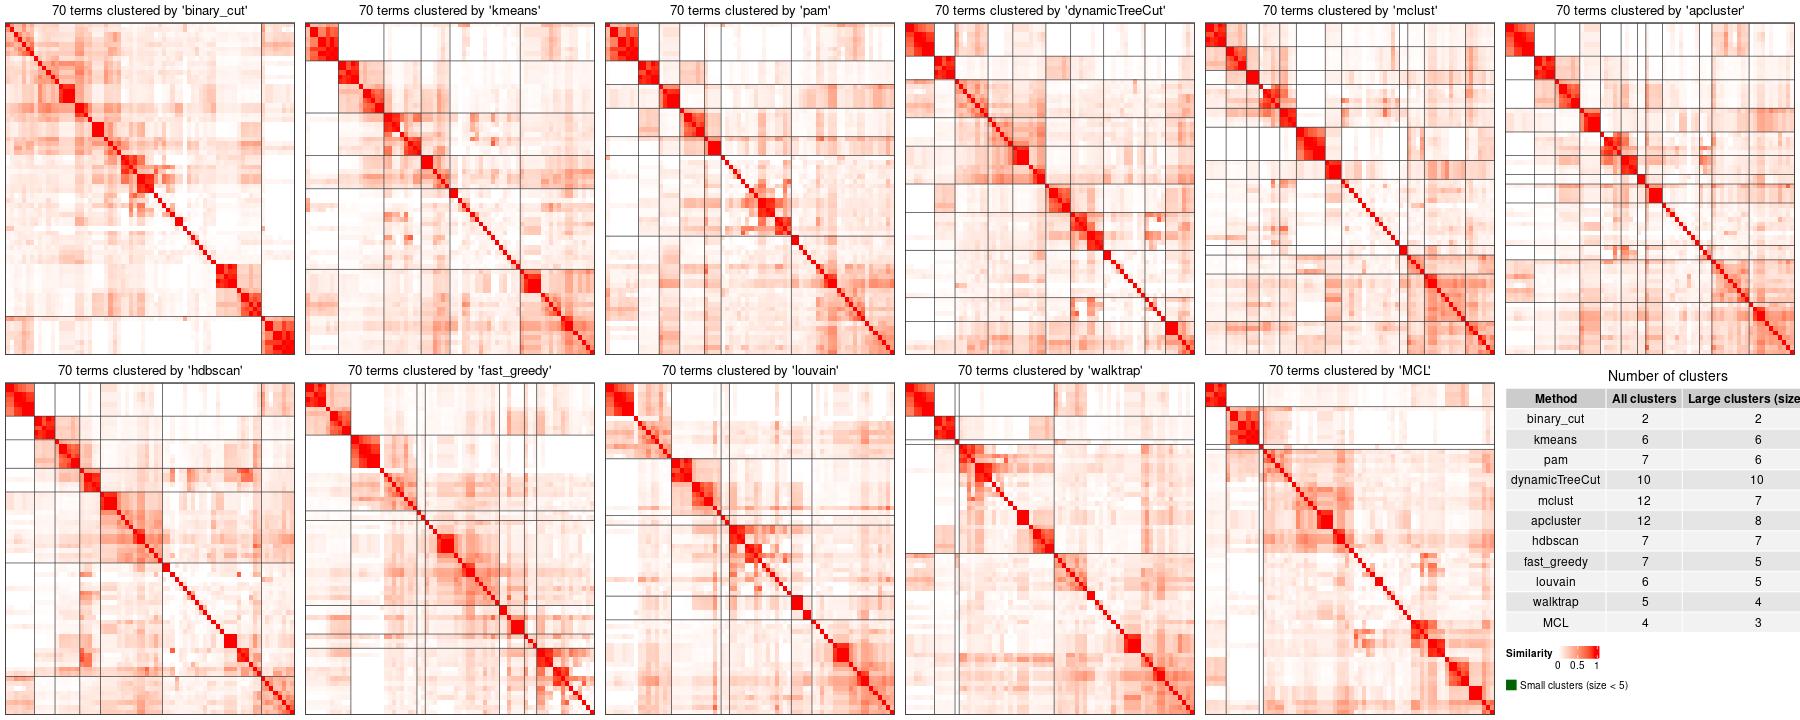 70 terms clustered by 'binary_cut'
70 terms clustered by 'kmeans'
70 terms clustered by 'pam'
70 terms clustered by 'dynamicTreeCut'
70 terms clustered by 'mclust'
70 terms clustered by 'apcluster'
70 terms clustered by 'hdbscan'
70 terms clustered by 'fast_greedy'
70 terms clustered by 'louvain'
70 terms clustered by 'walktrap'
70 terms clustered by 'MCL'
Number of clusters
Method All clusters Large clusters (size
binary_cut 2 2
kmeans 6 6
pam 7 6
dynamicTreeCut 10 10
mclust 12 7
apcluster 12 8
hdbscan 7 7
fast_greedy 7 5
louvain 6 5
walktrap 5 4
MCL 4 3
Similarity
0 0.5 1
Small clusters (size < 5)